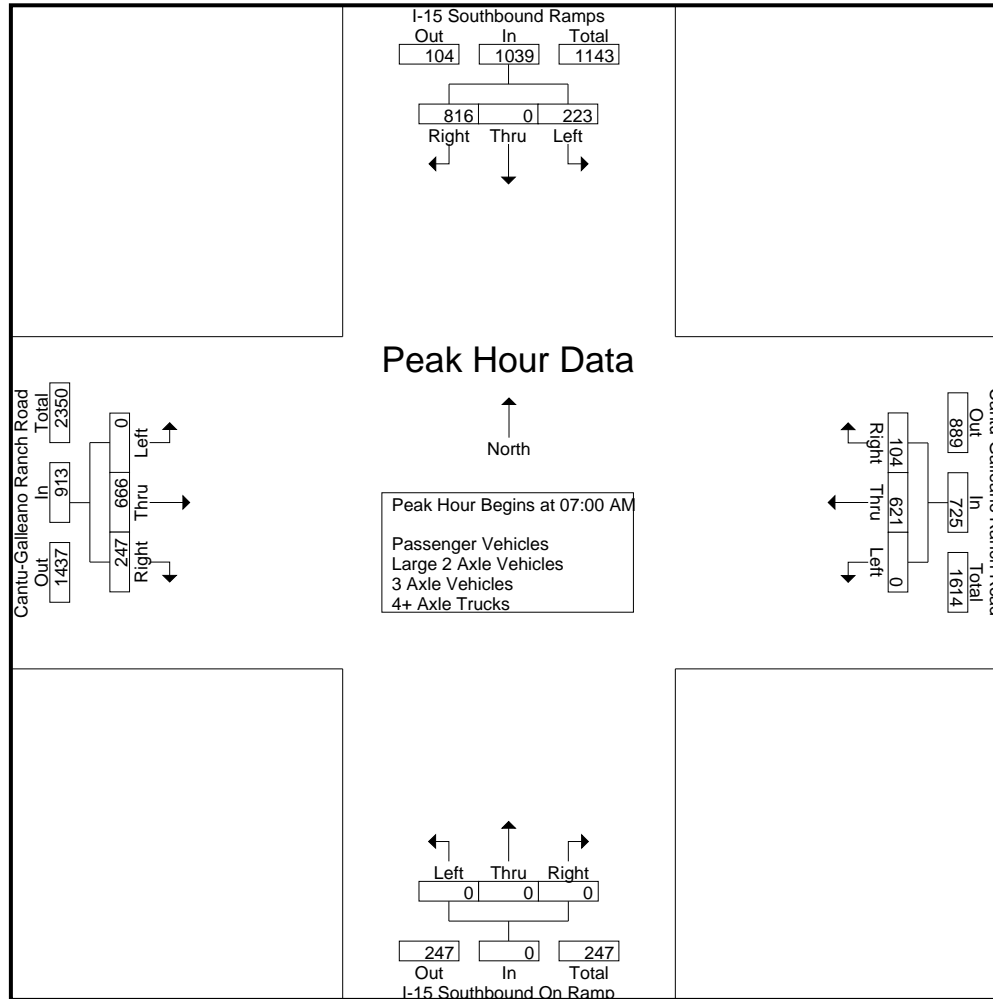 I-15 Southbound Ramps
Out In Total
104 1039 1143
816 0 223
Right Thru Left
Peak Hour Data
North
Peak Hour Begins at 07:00 AM
Passenger Vehicles
Large 2 Axle Vehicles
3 Axle Vehicles
4+ Axle Trucks
Cantu-Galleano Ranch Road
Total In Out
2350 913 1437
0 666 247
Left Thru Right
Out In Total
889 725 1614
104 621 0
Right Thru Left
Left Thru Right
0 0 0
247 0 247
Out In Total
I-15 Southbound On Ramp